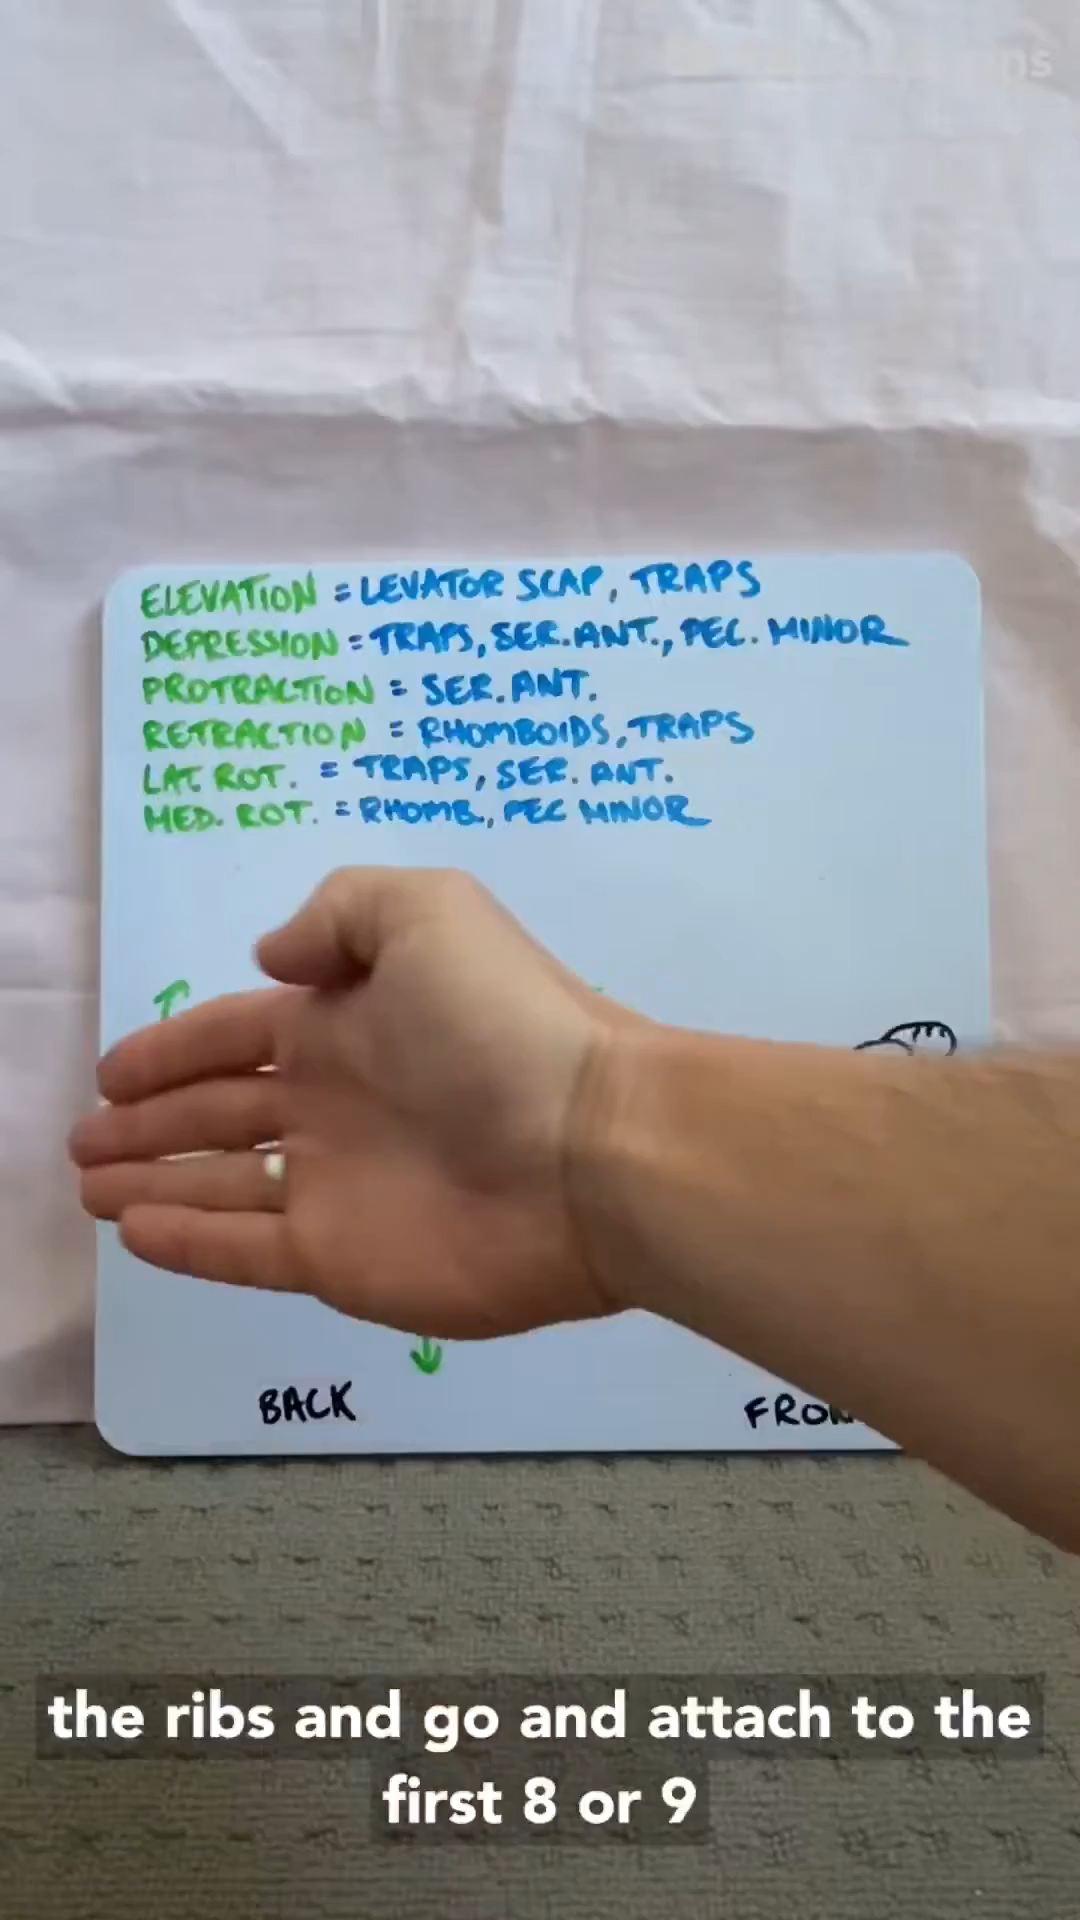 ELEVATION = LEVATOR SCAP, TRAPS
DEPRESSION = TRAPS, SER.ANT., PEC. MINOR
PROTRACTION = SER.ANT.
RETRACTION = RHOMBOIDS, TRAPS
LAT. ROT. = TRAPS, SER. ANT.
MED. ROT. = RHOMB, PEC MINOR
BACK
the ribs and go and attach to the
first 8 or 9